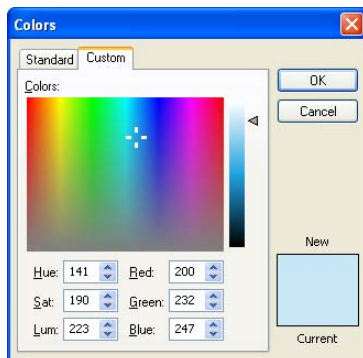 Colors
Standard Custom
Colors:
OK
Cancel
Hue: 141 Red: 200
Sat: 190 Green: 232
Lum: 223 Blue: 247
New
Current